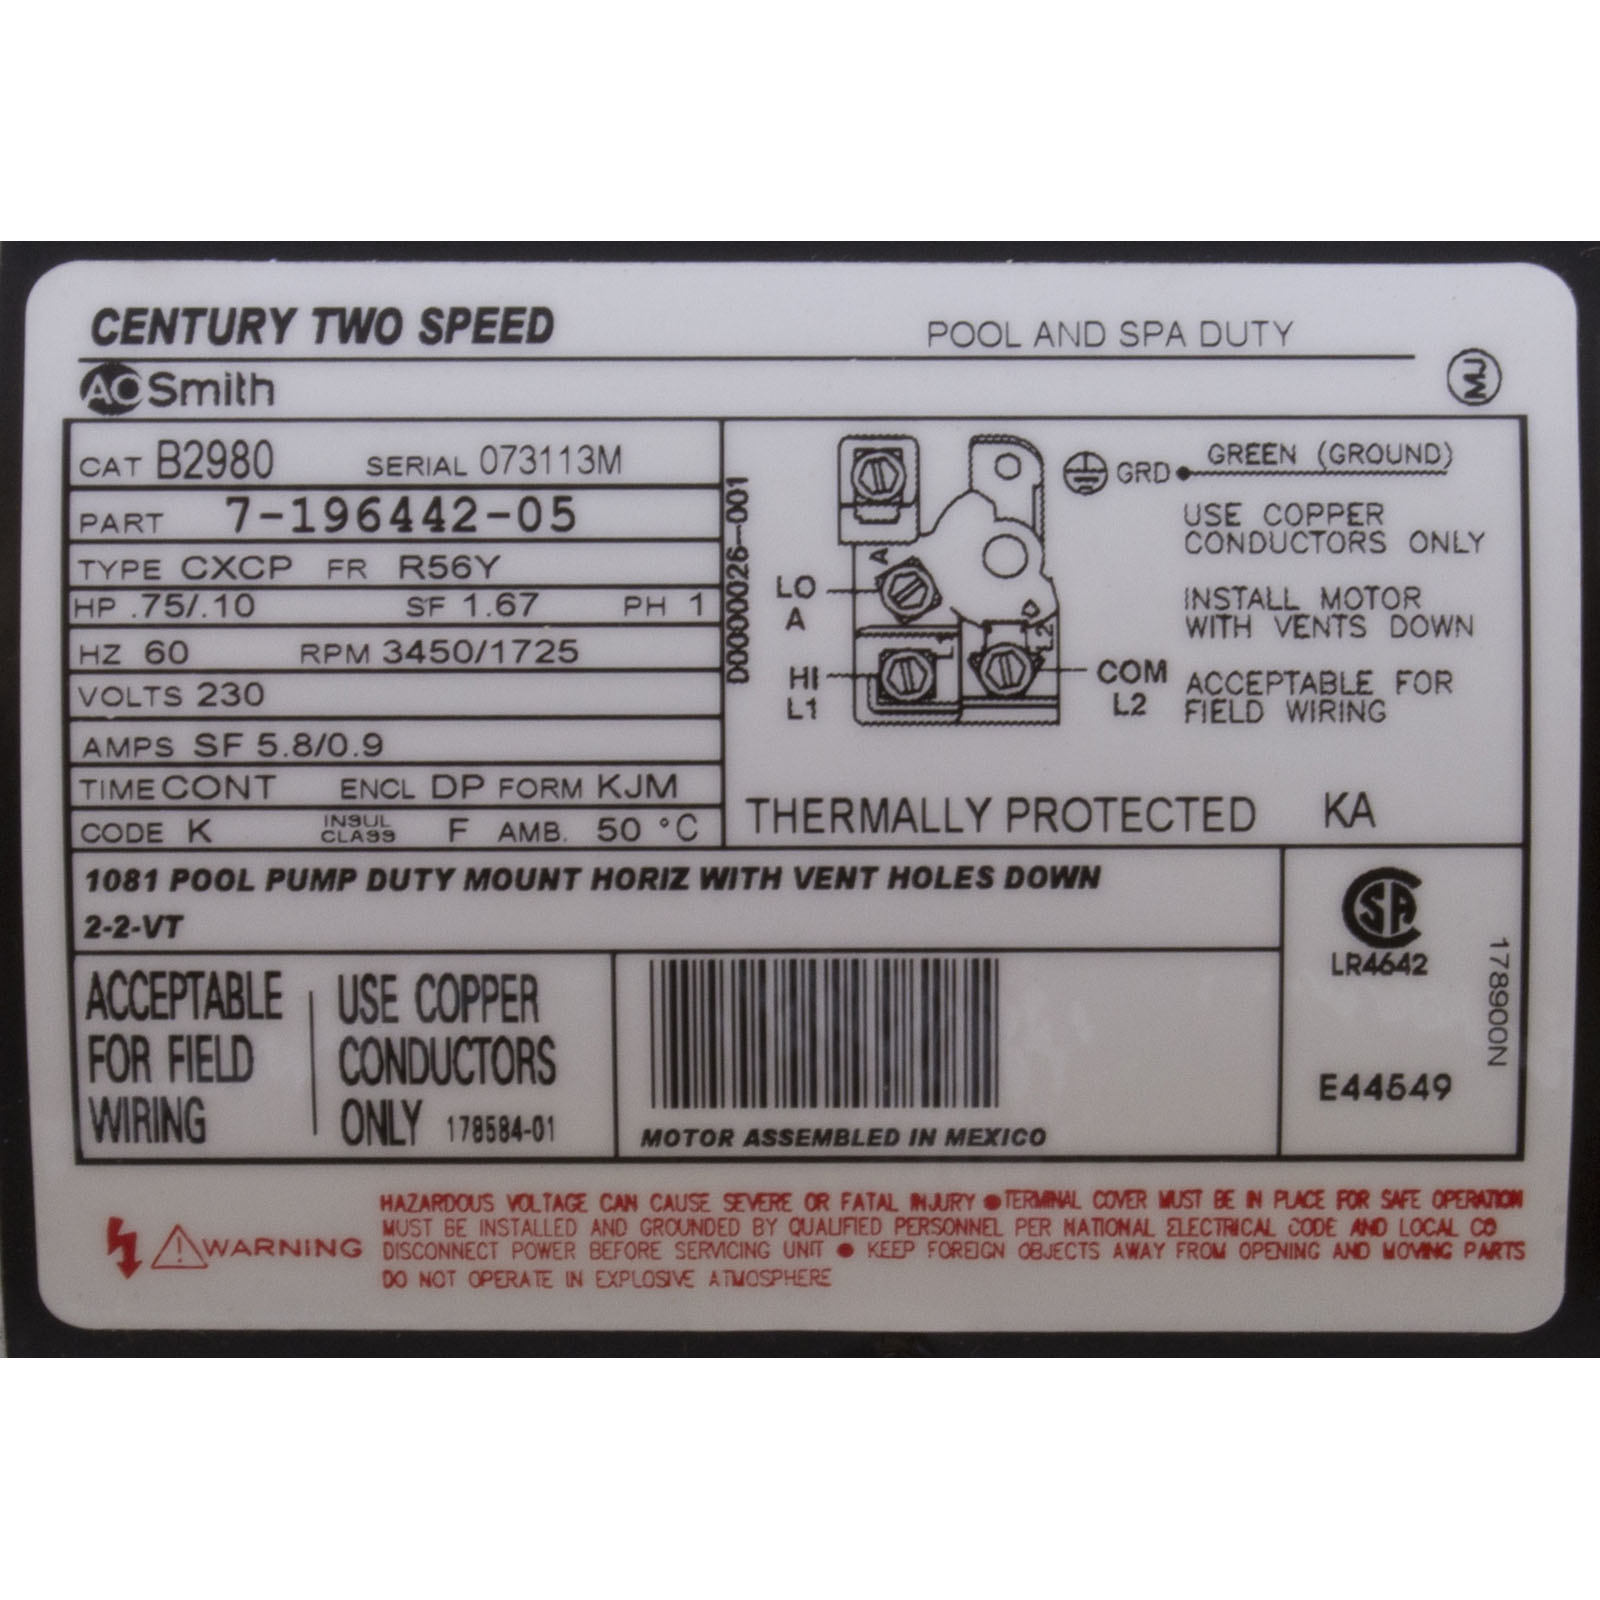 CENTURY TWO SPEED
POOL AND SPA DUTY
AO Smith
MJ
CAT B2980 SERIAL 073113M
PART 7-196442-05
TYPE CXCP FR R56Y
HP .75/.10 SF 1.67 PH 1
HZ 60 RPM 3450/1725
VOLTS 230
AMPS SF 5.8/0.9
TIME CONT ENCL DP FORM KJM
CODE K INSUL CLASS F AMB. 50 °C
D0000026-001
A
LO
A
HI
L1
L1
L2
COM
L2
GRD GREEN (GROUND)
USE COPPER
CONDUCTORS ONLY
INSTALL MOTOR
WITH VENTS DOWN
ACCEPTABLE FOR
FIELD WIRING
THERMALLY PROTECTED KA
1081 POOL PUMP DUTY MOUNT HORIZ WITH VENT HOLES DOWN
2-2-VT
ACCEPTABLE
FOR FIELD
WIRING
USE COPPER
CONDUCTORS
ONLY 178584-01
MOTOR ASSEMBLED IN MEXICO
SA
LR4642
178900N
WARNING
HAZARDOUS VOLTAGE CAN CAUSE SEVERE OR FATAL INJURY ● TERMINAL COVER MUST BE IN PLACE FOR SAFE OPERATION
MUST BE INSTALLED AND GROUNDED BY QUALIFIED PERSONNEL PER NATIONAL ELECTRICAL CODE AND LOCAL CO
DISCONNECT POWER BEFORE SERVICING UNIT ● KEEP FOREIGN OBJECTS AWAY FROM OPENING AND MOVING PARTS
DO NOT OPERATE IN EXPLOSIVE ATMOSPHERE